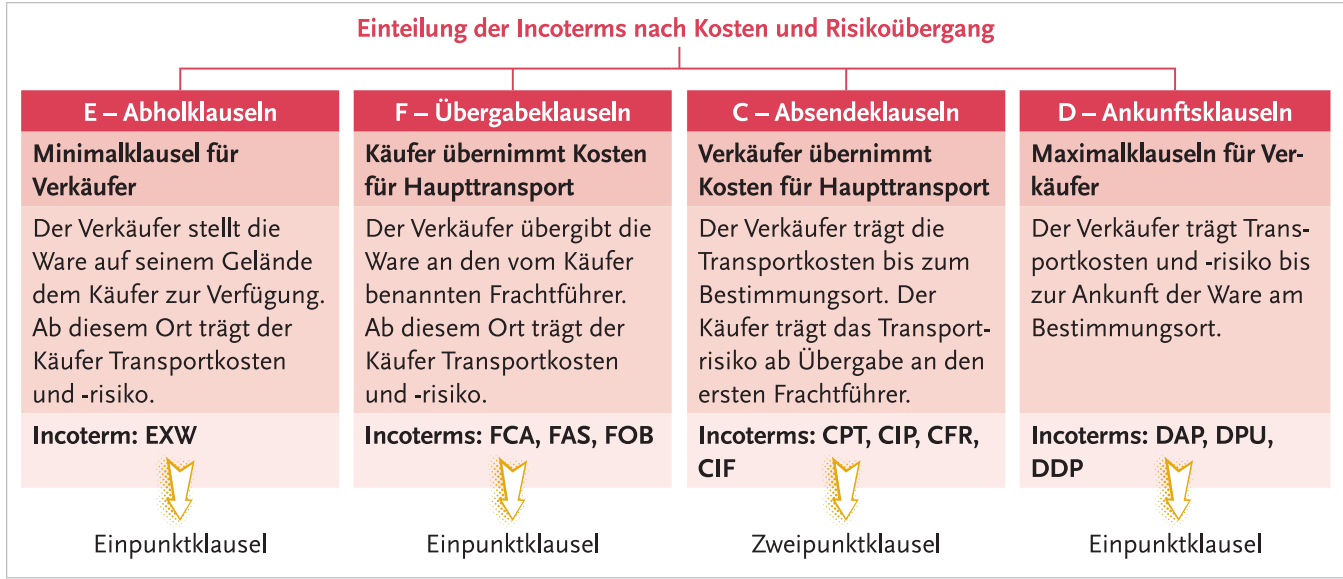 Einteilung der Incoterms nach Kosten und Risikoübergang
E – Abholklauseln
Minimalklausel für
Verkäufer
Der Verkäufer stellt die
Ware auf seinem Gelände
dem Käufer zur Verfügung.
Ab diesem Ort trägt der
Käufer Transportkosten
und -risiko.
Incoterm: EXW
Einpunktklausel
F – Übergabeklauseln
Käufer übernimmt Kosten
für Haupttransport
Der Verkäufer übergibt die
Ware an den vom Käufer
benannten Frachtführer.
Ab diesem Ort trägt der
Käufer Transportkosten
und -risiko.
Incoterms: FCA, FAS, FOB
Einpunktklausel
C – Absendeklauseln
Verkäufer übernimmt
Kosten für Haupttransport
Der Verkäufer trägt die
Transportkosten bis zum
Bestimmungsort. Der
Käufer trägt das Transport-
risiko ab Übergabe an den
ersten Frachtführer.
Incoterms: CPT, CIP, CFR,
CIF
Zweipunktklausel
D – Ankunftsklauseln
Maximalklauseln für Ver-
käufer
Der Verkäufer trägt Trans-
portkosten und -risiko bis
zur Ankunft der Ware am
Bestimmungsort.
Incoterms: DAP, DPU,
DDP
Einpunktklausel